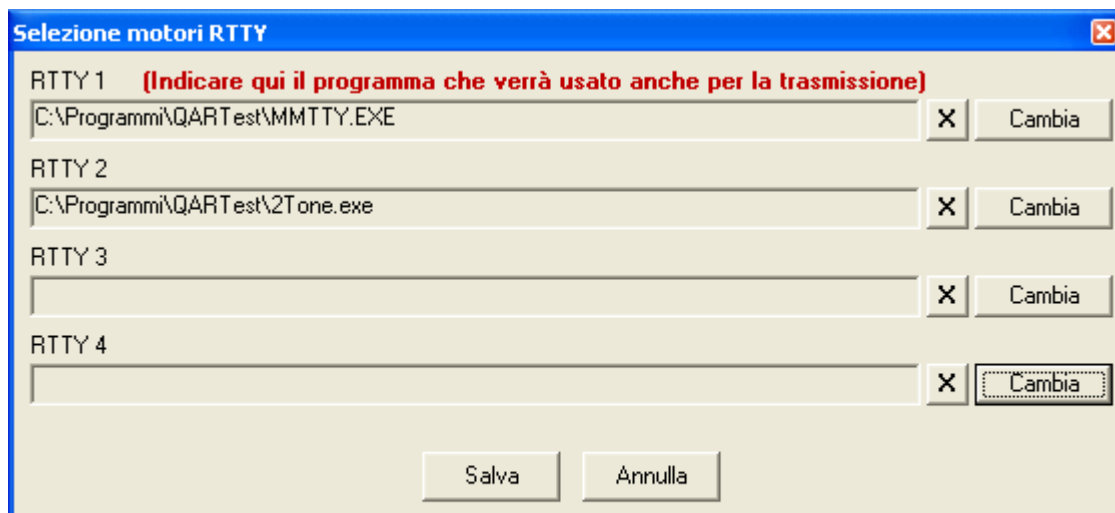 Selezione motori RTTY
RTTY 1 (Indicare qui il programma che verrà usato anche per la trasmissione)
C:\Programmi\QARTest\MMTTY.EXE X Cambia
RTTY 2
C:\Programmi\QARTest\2Tone.exe X Cambia
RTTY 3
X Cambia
RTTY 4
X Cambia
Salva Annulla